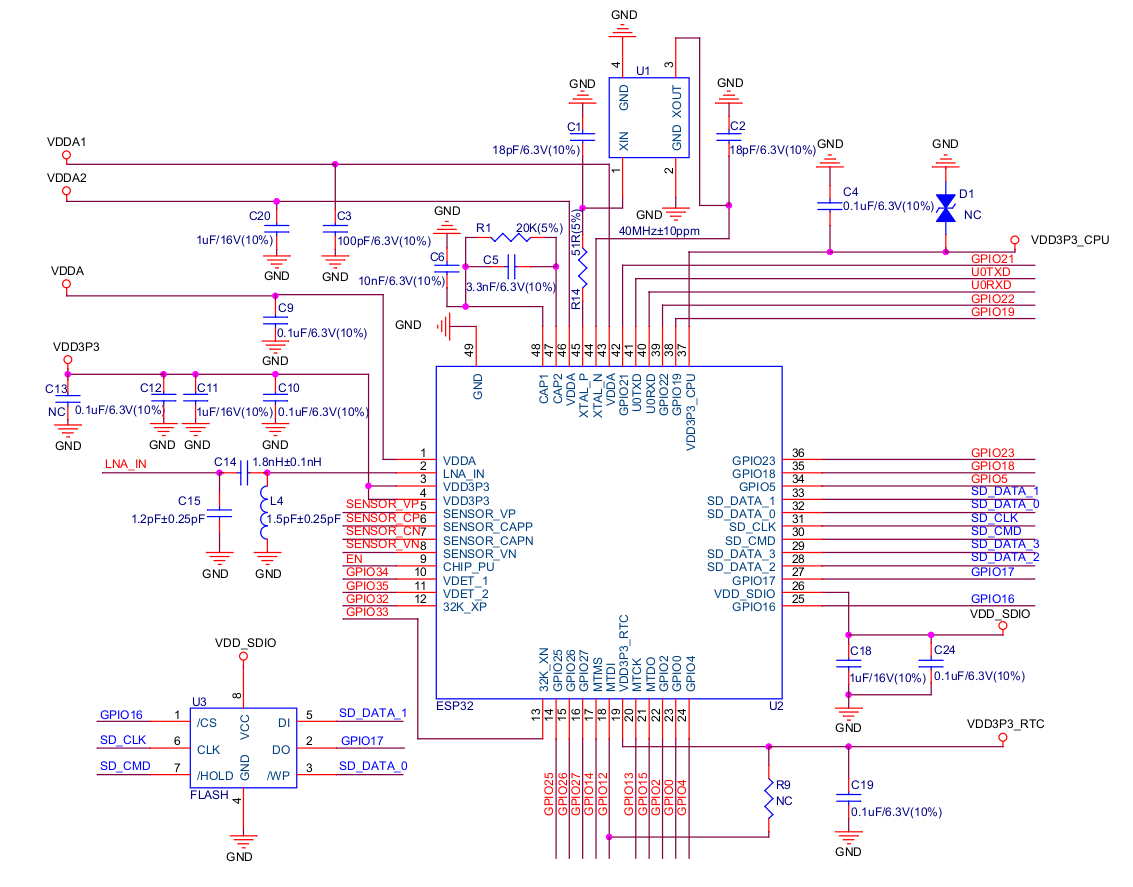 GND
U1
4
3
GND
XOUT
XIN
GND
1
2
GND
40MHz±10ppm
GND
C1
18pF/6.3V(10%)
GND
C2
18pF/6.3V(10%)
GND
C4
0.1uF/6.3V(10%)
GND
D1
NC
VDD3P3_CPU
GPIO21
U0TXD
U0RXD
GPIO22
GPIO19
VDDA1
VDDA2
C20
1uF/16V(10%)
GND
C3
100pF/6.3V(10%)
GND
GND
C6
10nF/6.3V(10%)
R1
20K(5%)
C5
3.3nF/6.3V(10%)
51R(5%)
R14
VDDA
C9
0.1uF/6.3V(10%)
GND
GND
VDD3P3
C13
NC
GND
C12
0.1uF/6.3V(10%)
GND
C11
1uF/16V(10%)
GND
C10
0.1uF/6.3V(10%)
GND
LNA_IN
C14
1.8nH±0.1nH
C15
1.2pF±0.25pF
GND
L4
1.5pF±0.25pF
GND
49
48
47
46
45
44
43
42
41
40
39
38
37
GND
CAP1
CAP2
VDDA
XTAL_P
XTAL_N
VDDA
GPIO21
U0TXD
U0RXD
GPIO22
GPIO19
VDD3P3_CPU
1
VDDA
2
LNA_IN
3
VDD3P3
4
VDD3P3
SENSOR_VP
5
SENSOR_VP
SENSOR_CP
6
SENSOR_CAPP
SENSOR_CN
7
SENSOR_CAPN
SENSOR_VN
8
SENSOR_VN
EN
9
CHIP_PU
GPIO34
10
VDET_1
GPIO35
11
VDET_2
GPIO32
12
32K_XP
GPIO33
GPIO23
36
GPIO23
GPIO18
35
GPIO18
GPIO5
34
GPIO5
SD_DATA_1
33
SD_DATA_1
SD_DATA_0
32
SD_DATA_0
SD_CLK
31
SD_CLK
SD_CMD
30
SD_CMD
SD_DATA_3
29
SD_DATA_3
SD_DATA_2
28
SD_DATA_2
GPIO17
27
GPIO17
VDD_SDIO
26
GPIO16
25
GPIO16
32K_XN
GPIO25
GPIO26
GPIO27
MTMS
MTDI
VDD3P3_RTC
MTCK
MTDO
GPIO2
GPIO0
GPIO4
ESP32
U2
13
14
15
16
17
18
19
20
21
22
23
24
GPIO25
GPIO26
GPIO27
GPIO14
GPIO12
GPIO13
GPIO15
GPIO2
GPIO0
GPIO4
VDD_SDIO
C18
1uF/16V(10%)
C24
0.1uF/6.3V(10%)
GND
VDD3P3_RTC
R9
NC
C19
0.1uF/6.3V(10%)
GND
VDD_SDIO
8
U3
GPIO16
1
/CS
VCC
DI
5
SD_DATA_1
SD_CLK
6
CLK
DO
2
GPIO17
SD_CMD
7
/HOLD
GND
/WP
3
SD_DATA_0
FLASH
4
GND